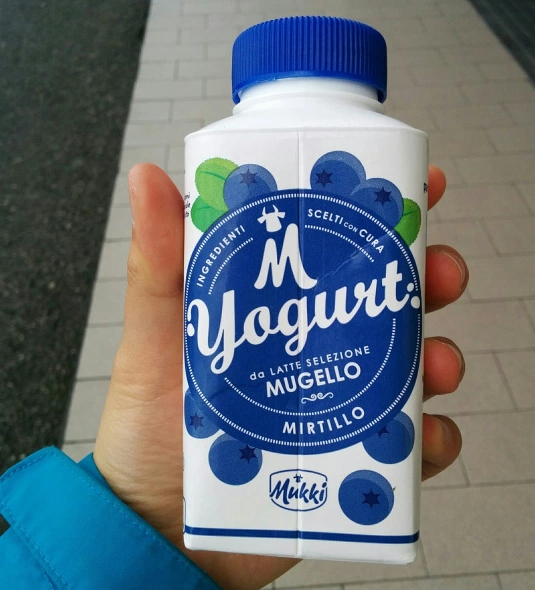 INGREDIENTI SCELTI CON CURA
M
Yogurt
da LATTE SELEZIONE
MUGELLO
MIRTILLO
Mukki